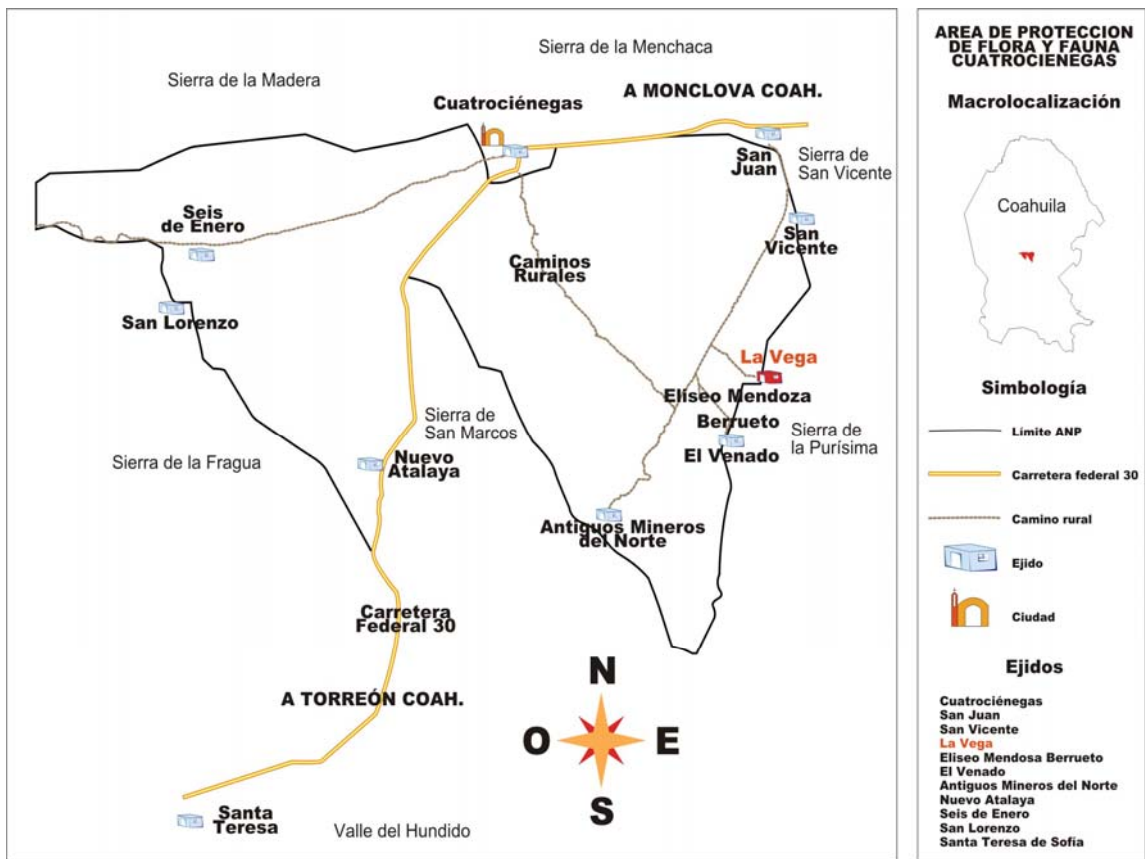 Sierra de la Menchaca
Sierra de la Madera
A MONCLOVA COAH.
Cuatrociénegas
San
Juan
Sierra de
San Vicente
Seis
de Enero
San
Vicente
Caminos
Rurales
San Lorenzo
La Vega
Eliseo Mendoza
Berrueto
Sierra de
San Marcos
Sierra de
la Purísima
Sierra de la Fragua
Nuevo
Atalaya
El Venado
Antiguos Mineros
del Norte
Carretera
Federal 30
A TORREÓN COAH.
N
O
E
S
Santa
Teresa
Valle del Hundido
AREA DE PROTECCION
DE FLORA Y FAUNA
CUATROCIENEGAS
Macrolocalización
Coahuila
Simbología
Límite ANP
Carretera federal 30
Camino rural
Ejido
Ciudad
Ejidos
Cuatrociénegas
San Juan
San Vicente
La Vega
Eliseo Mendosa Berrueto
El Venado
Antiguos Mineros del Norte
Nuevo Atalaya
Seis de Enero
San Lorenzo
Santa Teresa de Sofía